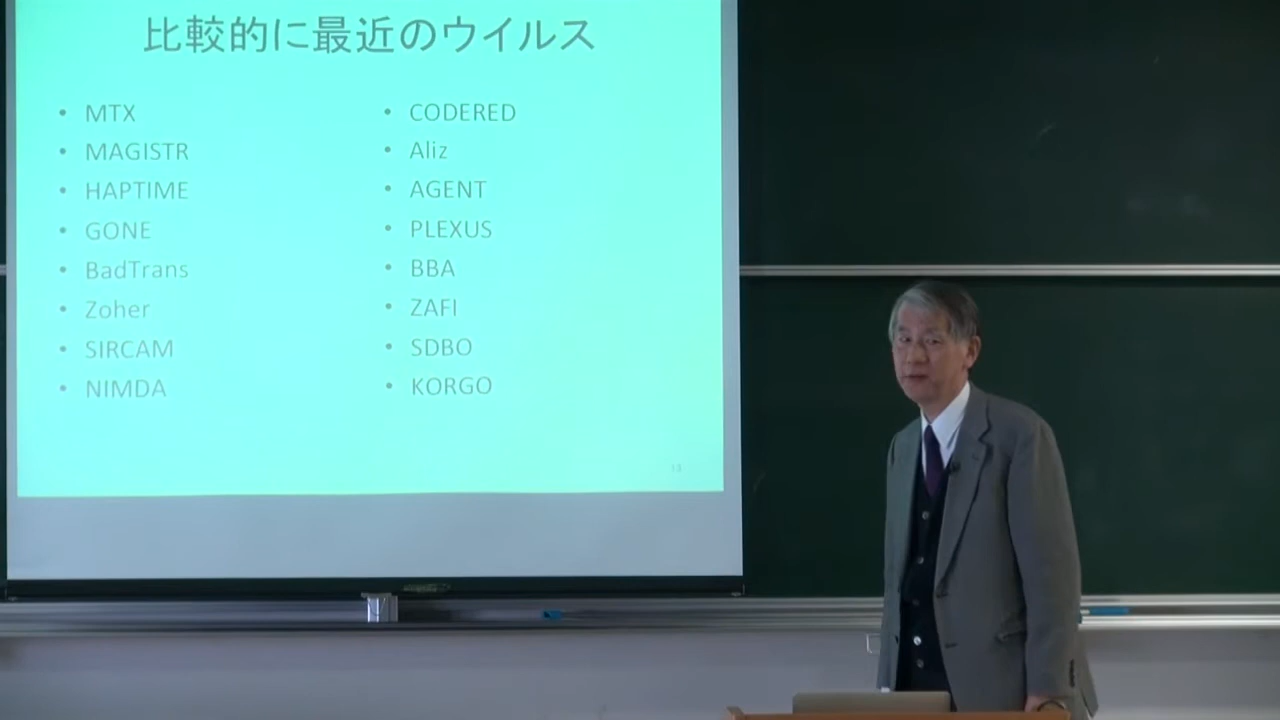 比較的に最近のウイルス
• MTX
• MAGISTR
• HAPTIME
• GONE
• BadTrans
• Zoher
• SIRCAM
• NIMDA
• CODERED
• Aliz
• AGENT
• PLEXUS
• BBA
• ZAFI
• SDBO
• KORGO
13